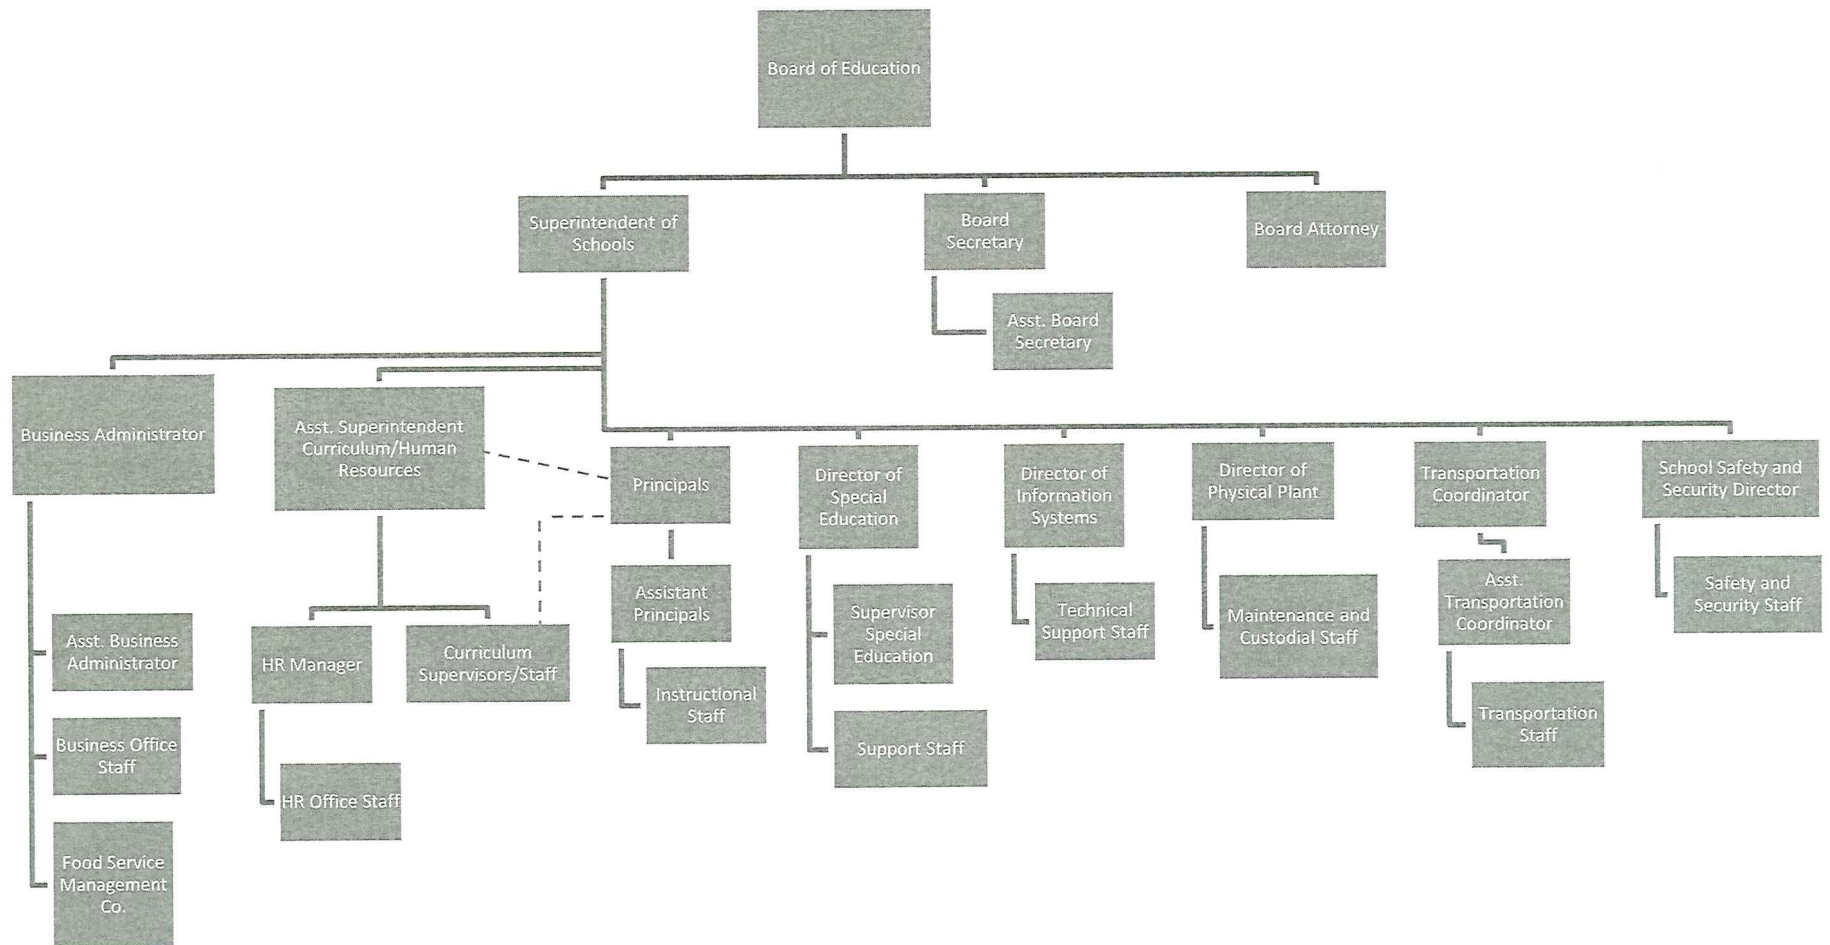 Board of Education
Superintendent of
Schools
Board
Secretary
Board Attorney
Asst. Board
Secretary
Business Administrator
Asst. Superintendent
Curriculum/Human
Resources
Principals
Director of
Special
Education
Director of
Information
Systems
Director of
Physical Plant
Transportation
Coordinator
School Safety and
Security Director
Asst. Business
Administrator
Business Office
Staff
Food Service
Management
Co.
HR Manager
Curriculum
Supervisors/Staff
HR Office Staff
Assistant
Principals
Instructional
Staff
Supervisor
Special
Education
Support Staff
Technical
Support Staff
Maintenance and
Custodial Staff
Asst.
Transportation
Coordinator
Transportation
Staff
Safety and
Security Staff